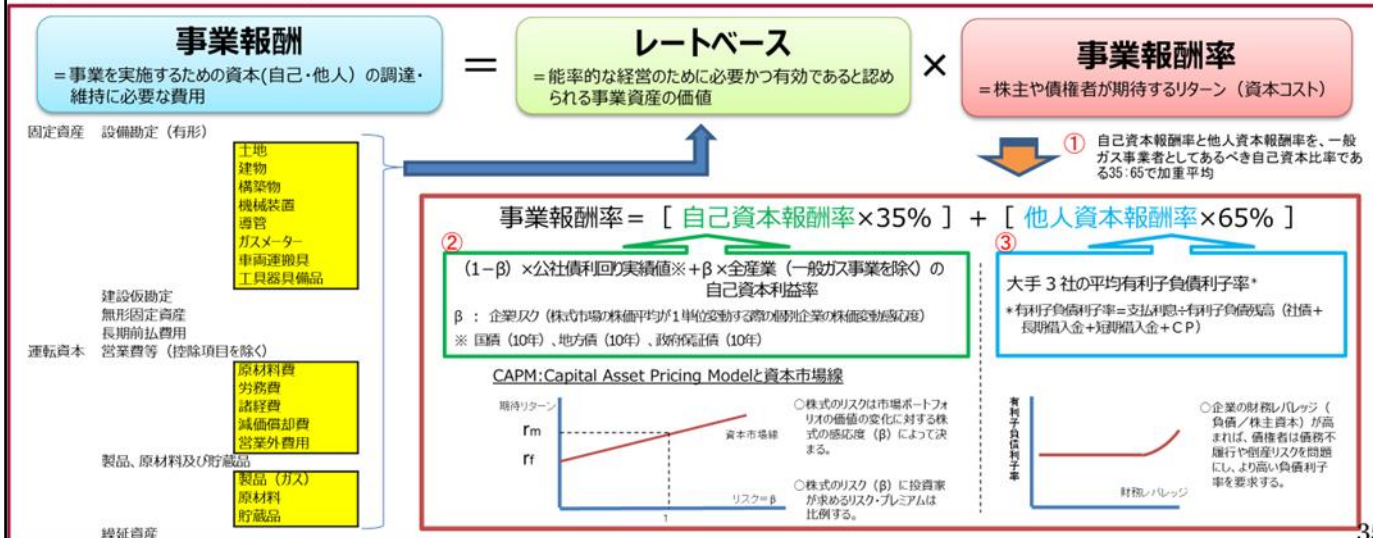 事業報酬
=事業を実施するための資本(自己・他人)の調達・
維持に必要な費用
=
レートベース
=能率的な経営のために必要かつ有効であると認め
られる事業資産の価値
×
事業報酬率
=株主や債権者が期待するリターン(資本コスト)
固定資産 設備勘定(有形)
土地
建物
構築物
機械装置
導管
ガスメーター
車両運搬具
工具器具備品
建設仮勘定
無形固定資産
長期前払費用
運転資本 営業費等(控除項目を除く)
原材料費
労務費
諸経費
減価償却費
営業外費用
製品、原材料及び貯蔵品
製品(ガス)
原材料
貯蔵品
繰延資産
① 自己資本報酬率と他人資本報酬率を、一般
ガス事業者としてあるべき自己資本比率であ
る35:65で加重平均
事業報酬率=[自己資本報酬率×35%]+[他人資本報酬率×65%]
②
(1-β)×公社債利回り実績値※+β×全産業(一般ガス事業を除く)の
自己資本利益率
β : 企業リスク(株式市場の株価平均が1単位変動する際の個別企業の株価変動感応度)
※ 国債(10年)、地方債(10年)、政府保証債(10年)
③
大手3社の平均有利子負債利子率*
*有利子負債利子率=支払利息÷有利子負債残高(社債+
長期借入金+短期借入金+CP)
CAPM:Capital Asset Pricing Modelと資本市場線
期待リターン
rm
rf
資本市場線
リスク=β
1
○株式のリスクは市場ポートフ
ォリオの価値の変化に対する株
式の感応度(β)によって決
まる。
○株式のリスク(β)に投資家
が求めるリスク・プレミアムは
比例する。
有利子負債利子率
財務レバレッジ
○企業の財務レバレッジ(
負債/株主資本)が高
まれば、債権者は債務不
履行や倒産リスクを問題
にし、より高い負債利子
率を要求する。
35